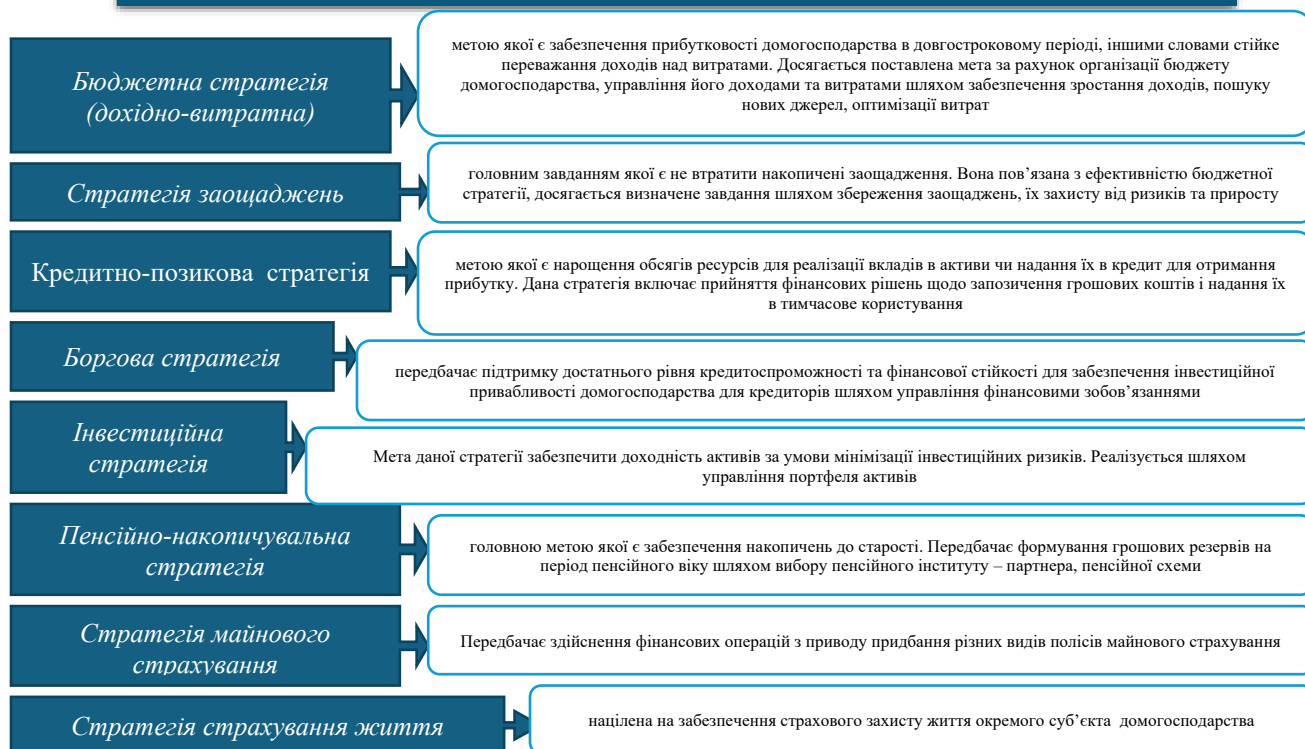 Бюджетна стратегія
(дохідно-витратна)
метою якої є забезпечення прибутковості домогосподарства в довгостроковому періоді, іншими словами стійке
переважання доходів над витратами. Досягається поставлена мета за рахунок організації бюджету
домогосподарства, управління його доходами та витратами шляхом забезпечення зростання доходів, пошуку
нових джерел, оптимізації витрат
Стратегія заощаджень
головним завданням якої є не втратити накопичені заощадження. Вона пов’язана з ефективністю бюджетної
стратегії, досягається визначене завдання шляхом збереження заощаджень, їх захисту від ризиків та приросту
Кредитно-позикова стратегія
метою якої є нарощення обсягів ресурсів для реалізації вкладів в активи чи надання їх в кредит для отримання
прибутку. Дана стратегія включає прийняття фінансових рішень щодо запозичення грошових коштів і надання їх
в тимчасове користування
Боргова стратегія
передбачає підтримку достатнього рівня кредитоспроможності та фінансової стійкості для забезпечення інвестиційної
привабливості домогосподарства для кредиторів шляхом управління фінансовими зобов’язаннями
Інвестиційна
стратегія
Мета даної стратегії забезпечити доходність активів за умови мінімізації інвестиційних ризиків. Реалізується шляхом
управління портфеля активів
Пенсійно-накопичувальна
стратегія
головною метою якої є забезпечення накопичень до старості. Передбачає формування грошових резервів на
період пенсійного віку шляхом вибору пенсійного інституту – партнера, пенсійної схеми
Стратегія майнового
страхування
Передбачає здійснення фінансових операцій з приводу придбання різних видів полісів майнового страхування
Стратегія страхування життя
націлена на забезпечення страхового захисту життя окремого суб’єкта домогосподарства